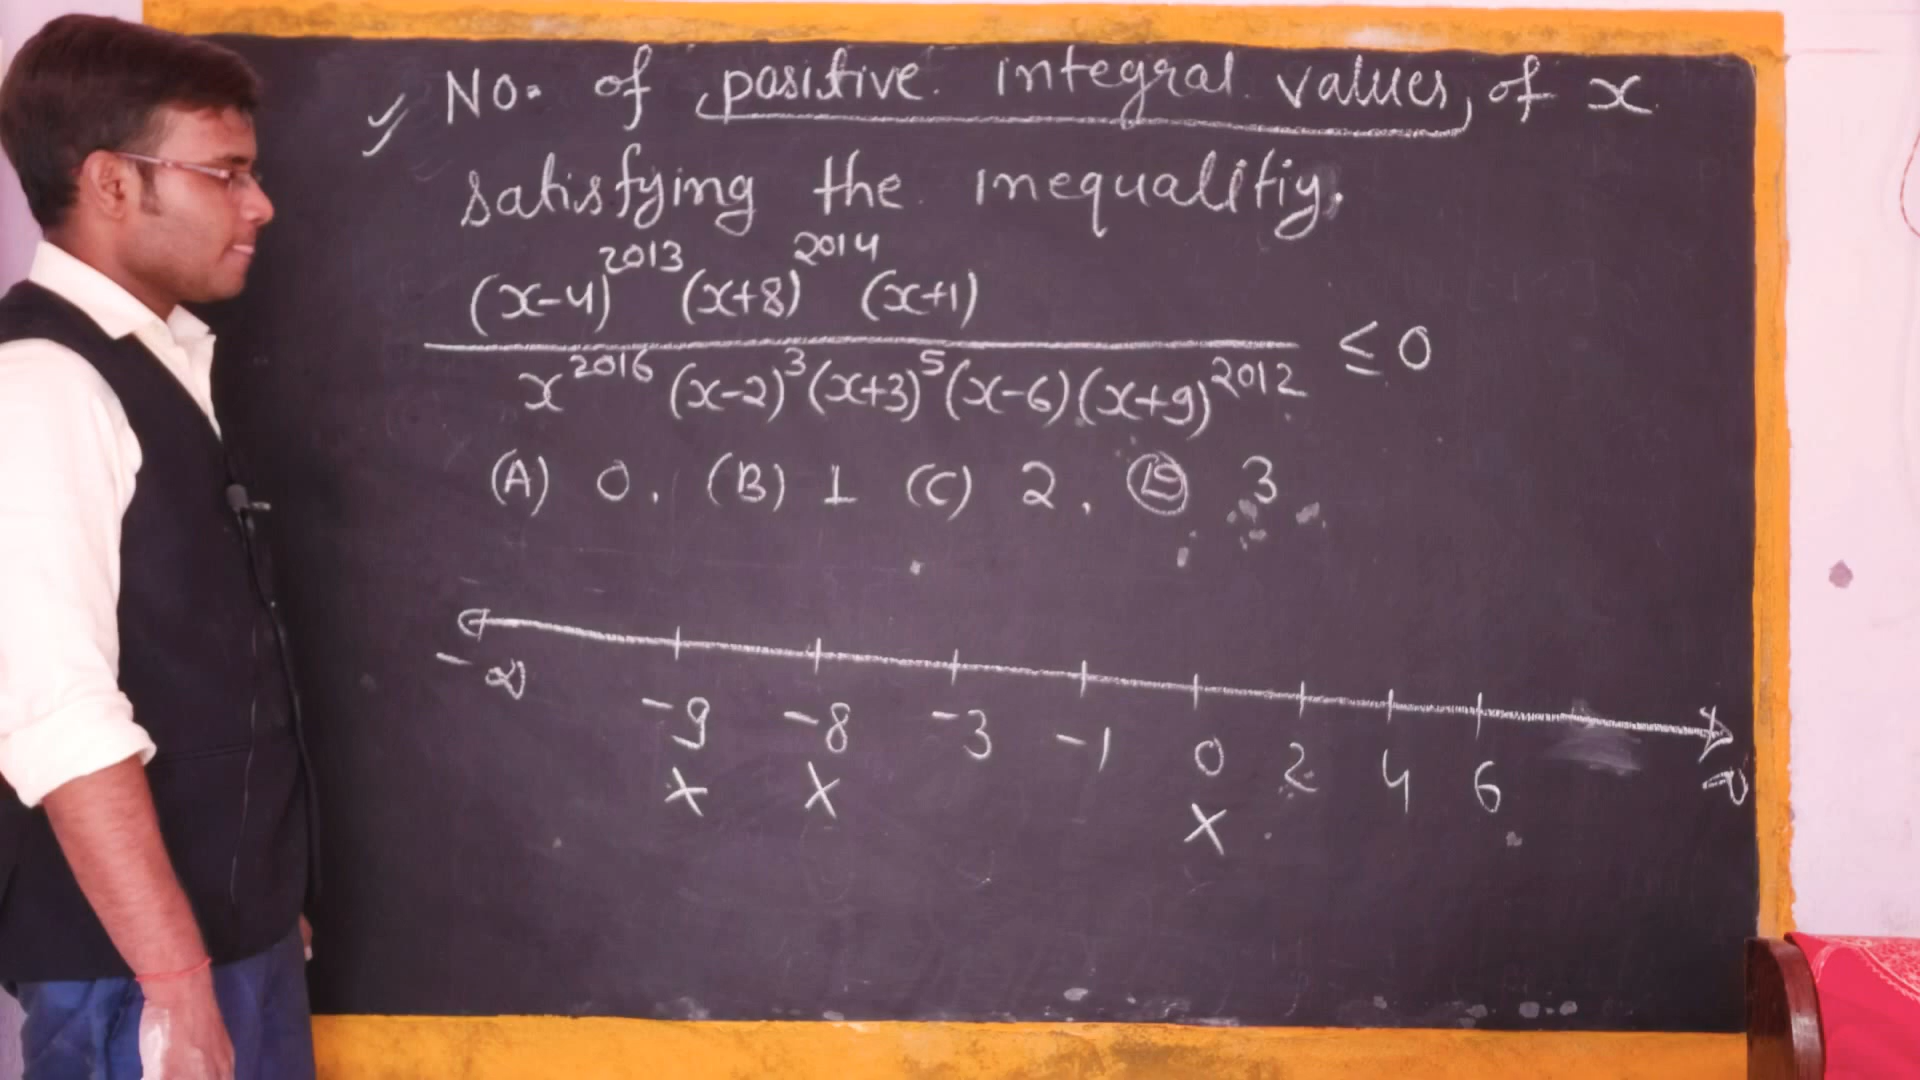 No. of positive integral values, of x
satisfying the inequalitiy.
(x-4)^2013 (x+8)^2014 (x+1)
x^2016 (x-2)^3 (x+3)^5 (x-6) (x+9)^2012 ≤ 0
(A) 0. (B) 1 (C) 2. (D) 3
-∞ -9 -8 -3 -1 0 2 4 6 ∞
x x x